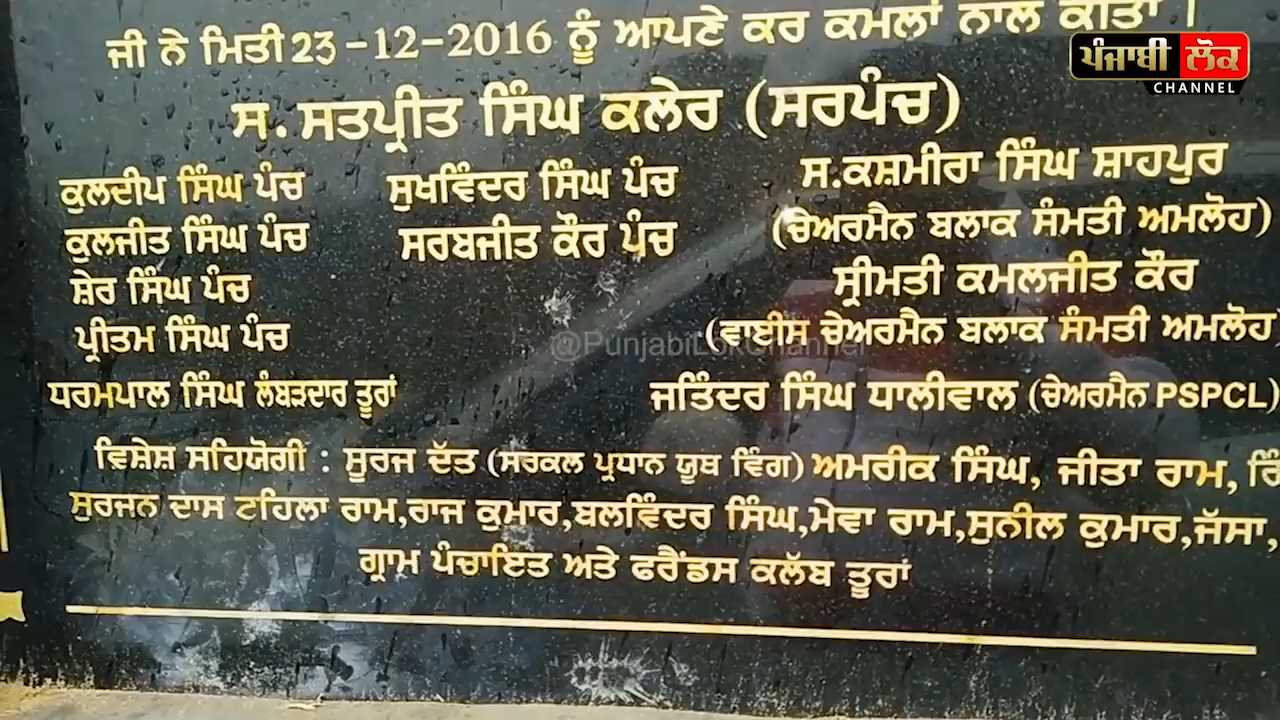 ਜੀ ਨੇ ਮਿਤੀ 23-12-2016 ਨੂੰ ਆਪਣੇ ਕਰ ਕਮਲਾਂ ਨਾਲ ਕੀਤਾ ।
ਪੰਜਾਬੀ ਲੋਕ
CHANNEL
ਸ. ਸਤਪ੍ਰੀਤ ਸਿੰਘ ਕਲੇਰ (ਸਰਪੰਚ)
ਕੁਲਦੀਪ ਸਿੰਘ ਪੰਚ
ਕੁਲਜੀਤ ਸਿੰਘ ਪੰਚ
ਸ਼ੇਰ ਸਿੰਘ ਪੰਚ
ਪ੍ਰੀਤਮ ਸਿੰਘ ਪੰਚ
ਸੁਖਵਿੰਦਰ ਸਿੰਘ ਪੰਚ
ਸਰਬਜੀਤ ਕੌਰ ਪੰਚ
ਸ.ਕਸ਼ਮੀਰਾ ਸਿੰਘ ਸ਼ਾਹਪੁਰ
(ਚੇਅਰਮੈਨ ਬਲਾਕ ਸੰਮਤੀ ਅਮਲੋਹ)
ਸ਼੍ਰੀਮਤੀ ਕਮਲਜੀਤ ਕੌਰ
(ਵਾਈਸ ਚੇਅਰਮੈਨ ਬਲਾਕ ਸੰਮਤੀ ਅਮਲੋਹ
@PunjabiLokChannel
ਧਰਮਪਾਲ ਸਿੰਘ ਲੰਬੜਦਾਰ ਤੂਰਾਂ
ਜਤਿੰਦਰ ਸਿੰਘ ਧਾਲੀਵਾਲ (ਚੇਅਰਮੈਨ PSPCL)
ਵਿਸ਼ੇਸ਼ ਸਹਿਯੋਗੀ : ਸੂਰਜ ਦੱਤ (ਸਰਕਲ ਪ੍ਰਧਾਨ ਯੂਥ ਵਿੰਗ) ਅਮਰੀਕ ਸਿੰਘ, ਜੀਤਾ ਰਾਮ,
ਸੁਰਜਨ ਦਾਸ ਟਹਿਲਾ ਰਾਮ,ਰਾਜ ਕੁਮਾਰ,ਬਲਵਿੰਦਰ ਸਿੰਘ,ਮੇਵਾ ਰਾਮ,ਸੁਨੀਲ ਕੁਮਾਰ,ਜੱਸਾ,
ਗ੍ਰਾਮ ਪੰਚਾਇਤ ਅਤੇ ਫਰੈਂਡਸ ਕਲੱਬ ਤੂਰਾਂ